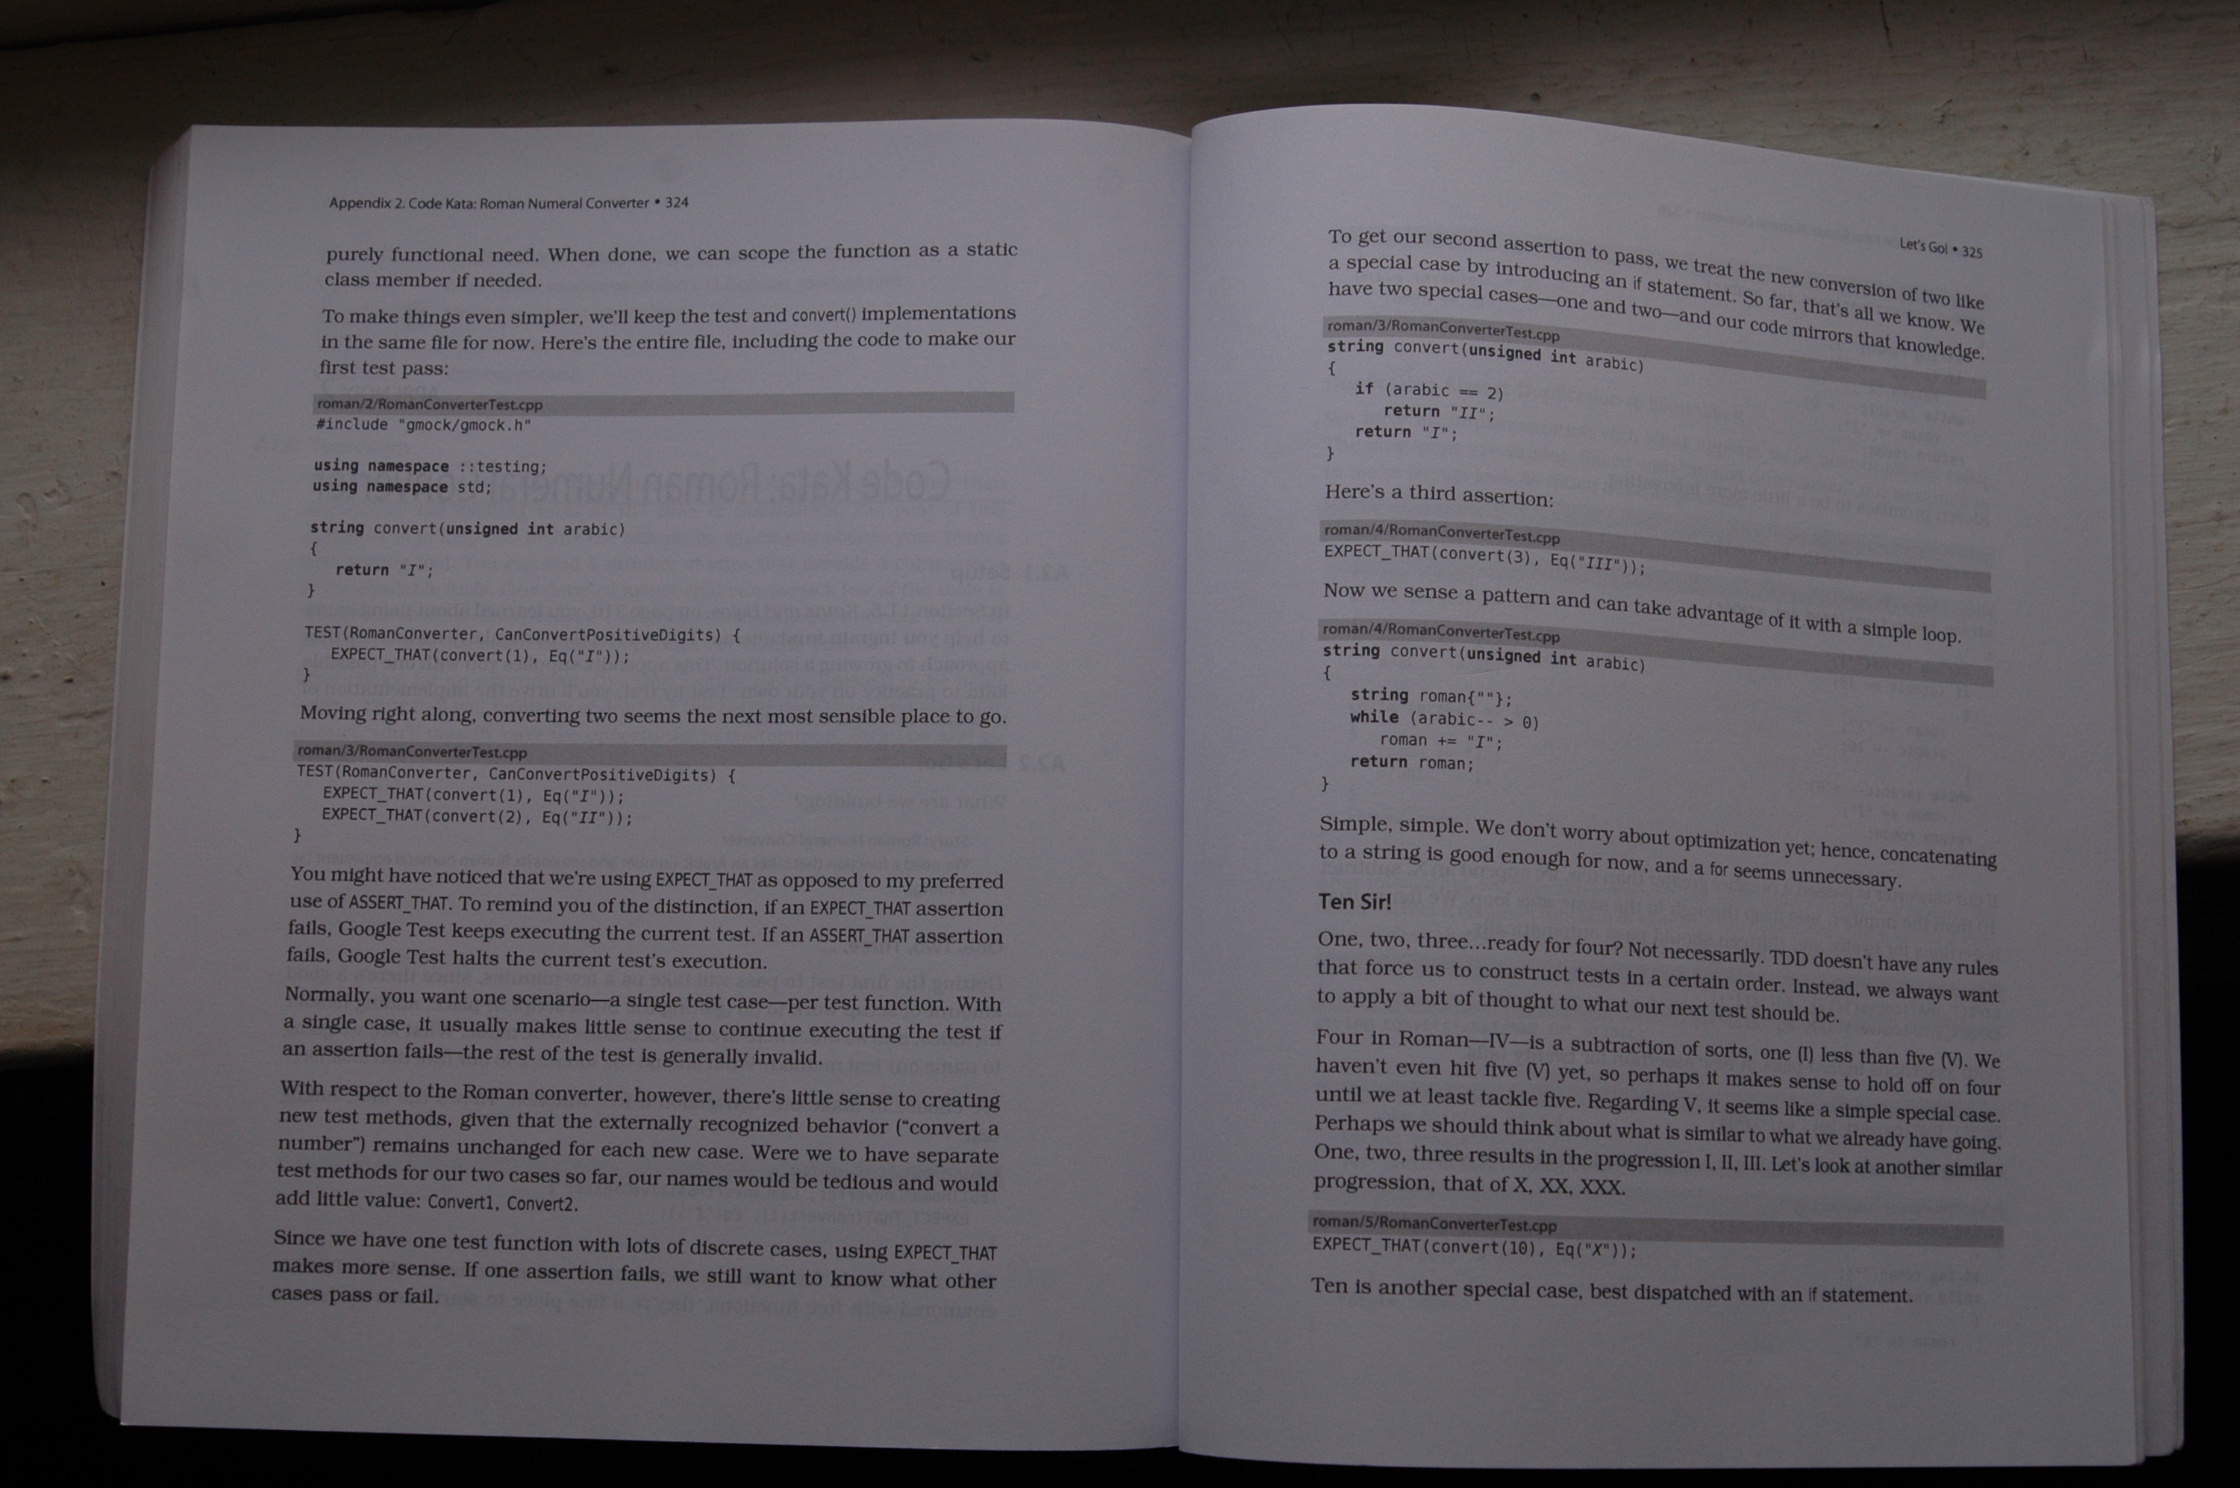 Appendix 2. Code Kata: Roman Numeral Converter • 324
purely functional need. When done, we can scope the function as a static
class member if needed.
To make things even simpler, we'll keep the test and convert() implementations
in the same file for now. Here's the entire file, including the code to make our
first test pass:
roman/2/RomanConverterTest.cpp
#include "gmock/gmock.h"
using namespace ::testing;
using namespace std;
string convert(unsigned int arabic)
{
return "I";
}
TEST(RomanConverter, CanConvertPositiveDigits) {
EXPECT_THAT(convert(1), Eq("I"));
}
Moving right along, converting two seems the next most sensible place to go.
roman/3/RomanConverterTest.cpp
TEST(RomanConverter, CanConvertPositiveDigits) {
EXPECT_THAT(convert(1), Eq("I"));
EXPECT_THAT(convert(2), Eq("II"));
}
You might have noticed that we're using EXPECT_THAT as opposed to my preferred
use of ASSERT_THAT. To remind you of the distinction, if an EXPECT_THAT assertion
fails, Google Test keeps executing the current test. If an ASSERT_THAT assertion
fails, Google Test halts the current test's execution.
Normally, you want one scenario—a single test case—per test function. With
a single case, it usually makes little sense to continue executing the test if
an assertion fails—the rest of the test is generally invalid.
With respect to the Roman converter, however, there's little sense to creating
new test methods, given that the externally recognized behavior (“convert a
number”) remains unchanged for each new case. Were we to have separate
test methods for our two cases so far, our names would be tedious and would
add little value: Convert1, Convert2.
Since we have one test function with lots of discrete cases, using EXPECT_THAT
makes more sense. If one assertion fails, we still want to know what other
cases pass or fail.
Let's Go! • 325
To get our second assertion to pass, we treat the new conversion of two like
a special case by introducing an if statement. So far, that's all we know. We
have two special cases—one and two—and our code mirrors that knowledge.
roman/3/RomanConverterTest.cpp
string convert(unsigned int arabic)
{
if (arabic == 2)
return "II";
return "I";
}
Here's a third assertion:
roman/4/RomanConverterTest.cpp
EXPECT_THAT(convert(3), Eq("III"));
Now we sense a pattern and can take advantage of it with a simple loop.
roman/4/RomanConverterTest.cpp
string convert(unsigned int arabic)
{
string roman{""};
while (arabic-- > 0)
roman += "I";
return roman;
}
Simple, simple. We don't worry about optimization yet; hence, concatenating
to a string is good enough for now, and a for seems unnecessary.
Ten Sir!
One, two, three...ready for four? Not necessarily. TDD doesn't have any rules
that force us to construct tests in a certain order. Instead, we always want
to apply a bit of thought to what our next test should be.
Four in Roman—IV—is a subtraction of sorts, one (I) less than five (V). We
haven't even hit five (V) yet, so perhaps it makes sense to hold off on four
until we at least tackle five. Regarding V, it seems like a simple special case.
Perhaps we should think about what is similar to what we already have going.
One, two, three results in the progression I, II, III. Let's look at another similar
progression, that of X, XX, XXX.
roman/5/RomanConverterTest.cpp
EXPECT_THAT(convert(10), Eq("X"));
Ten is another special case, best dispatched with an if statement.